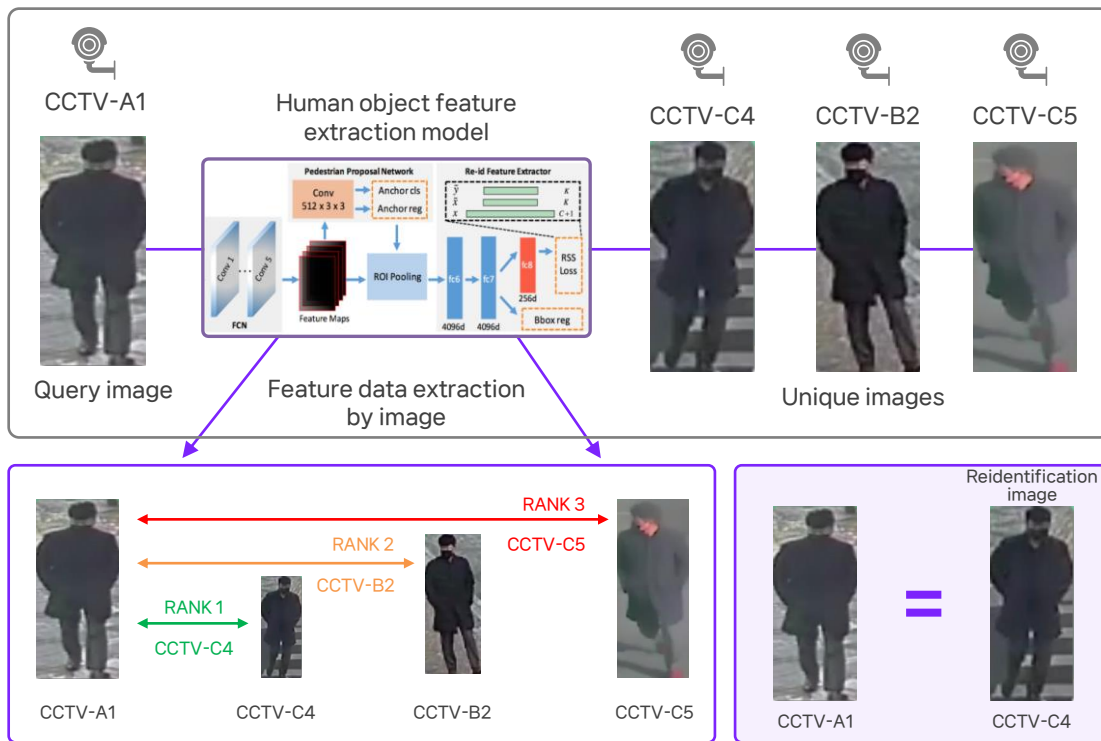 CCTV-A1
Human object feature
extraction model
CCTV-C4
CCTV-B2
CCTV-C5
Pedestrian Proposal Network
Conv
512 x 3 x 3
Anchor cls
Anchor reg
Conv 1
...
Conv 5
FCN
Feature Maps
ROI Pooling
Re-id Feature Extractor
ỹ K
x̃ K
x C+1
fc6
fc7
fc8
4096d
4096d
256d
RSS
Loss
Bbox reg
Query image
Feature data extraction
by image
Unique images
RANK 3
CCTV-C5
RANK 2
CCTV-B2
RANK 1
CCTV-C4
CCTV-A1
CCTV-C4
CCTV-B2
CCTV-C5
Reidentification
image
=
CCTV-A1
CCTV-C4